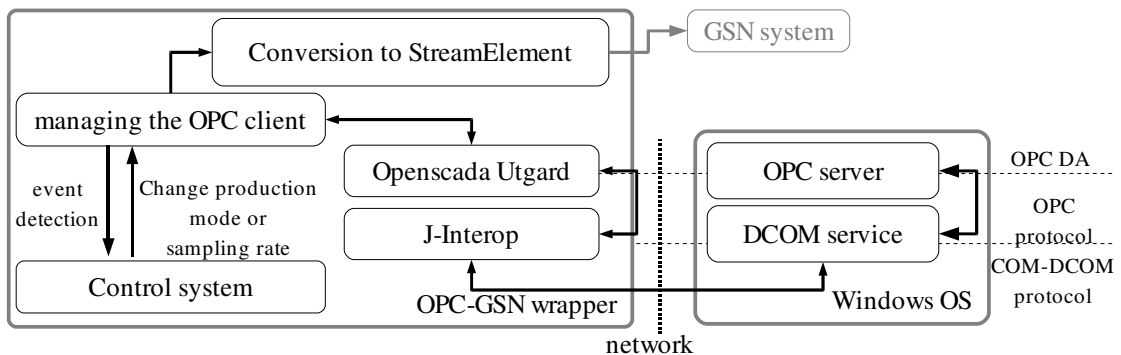 Conversion to StreamElement
GSN system
managing the OPC client
Openscada Utgard
OPC server
OPC DA
event
detection
Change production
mode or
sampling rate
J-Interop
DCOM service
OPC
protocol
Control system
COM-DCOM
protocol
OPC-GSN wrapper
Windows OS
network